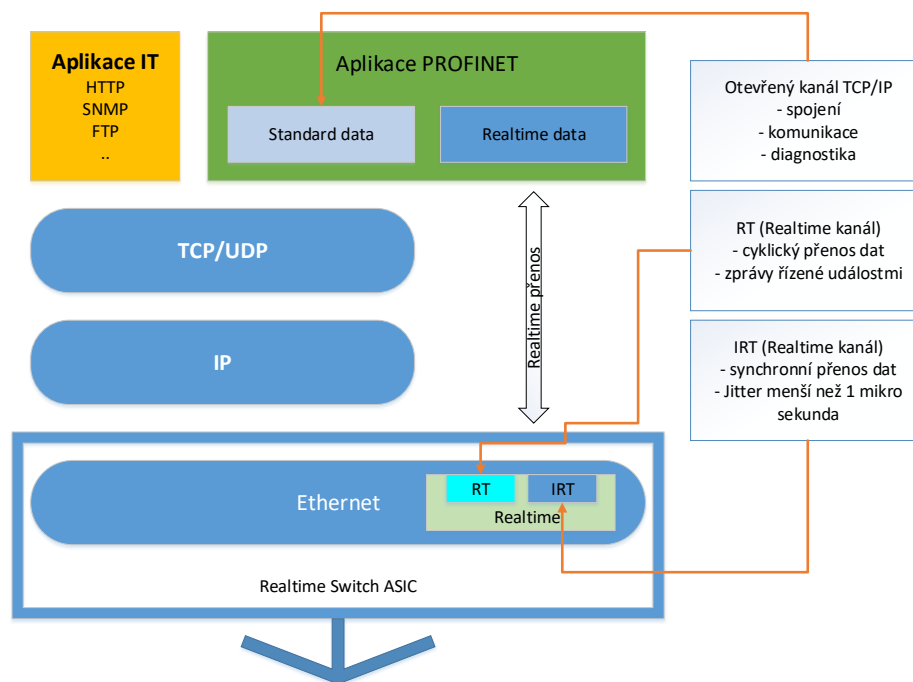 Aplikace IT
HTTP
SNMP
FTP
..
Aplikace PROFINET
Standard data
Realtime data
Otevřený kanál TCP/IP
- spojení
- komunikace
- diagnostika
TCP/UDP
IP
Realtime přenos
RT (Realtime kanál)
- cyklický přenos dat
- zprávy řízené událostmi
IRT (Realtime kanál)
- synchronní přenos dat
- Jitter menší než 1 mikro
sekunda
Ethernet
RT
IRT
Realtime
Realtime Switch ASIC